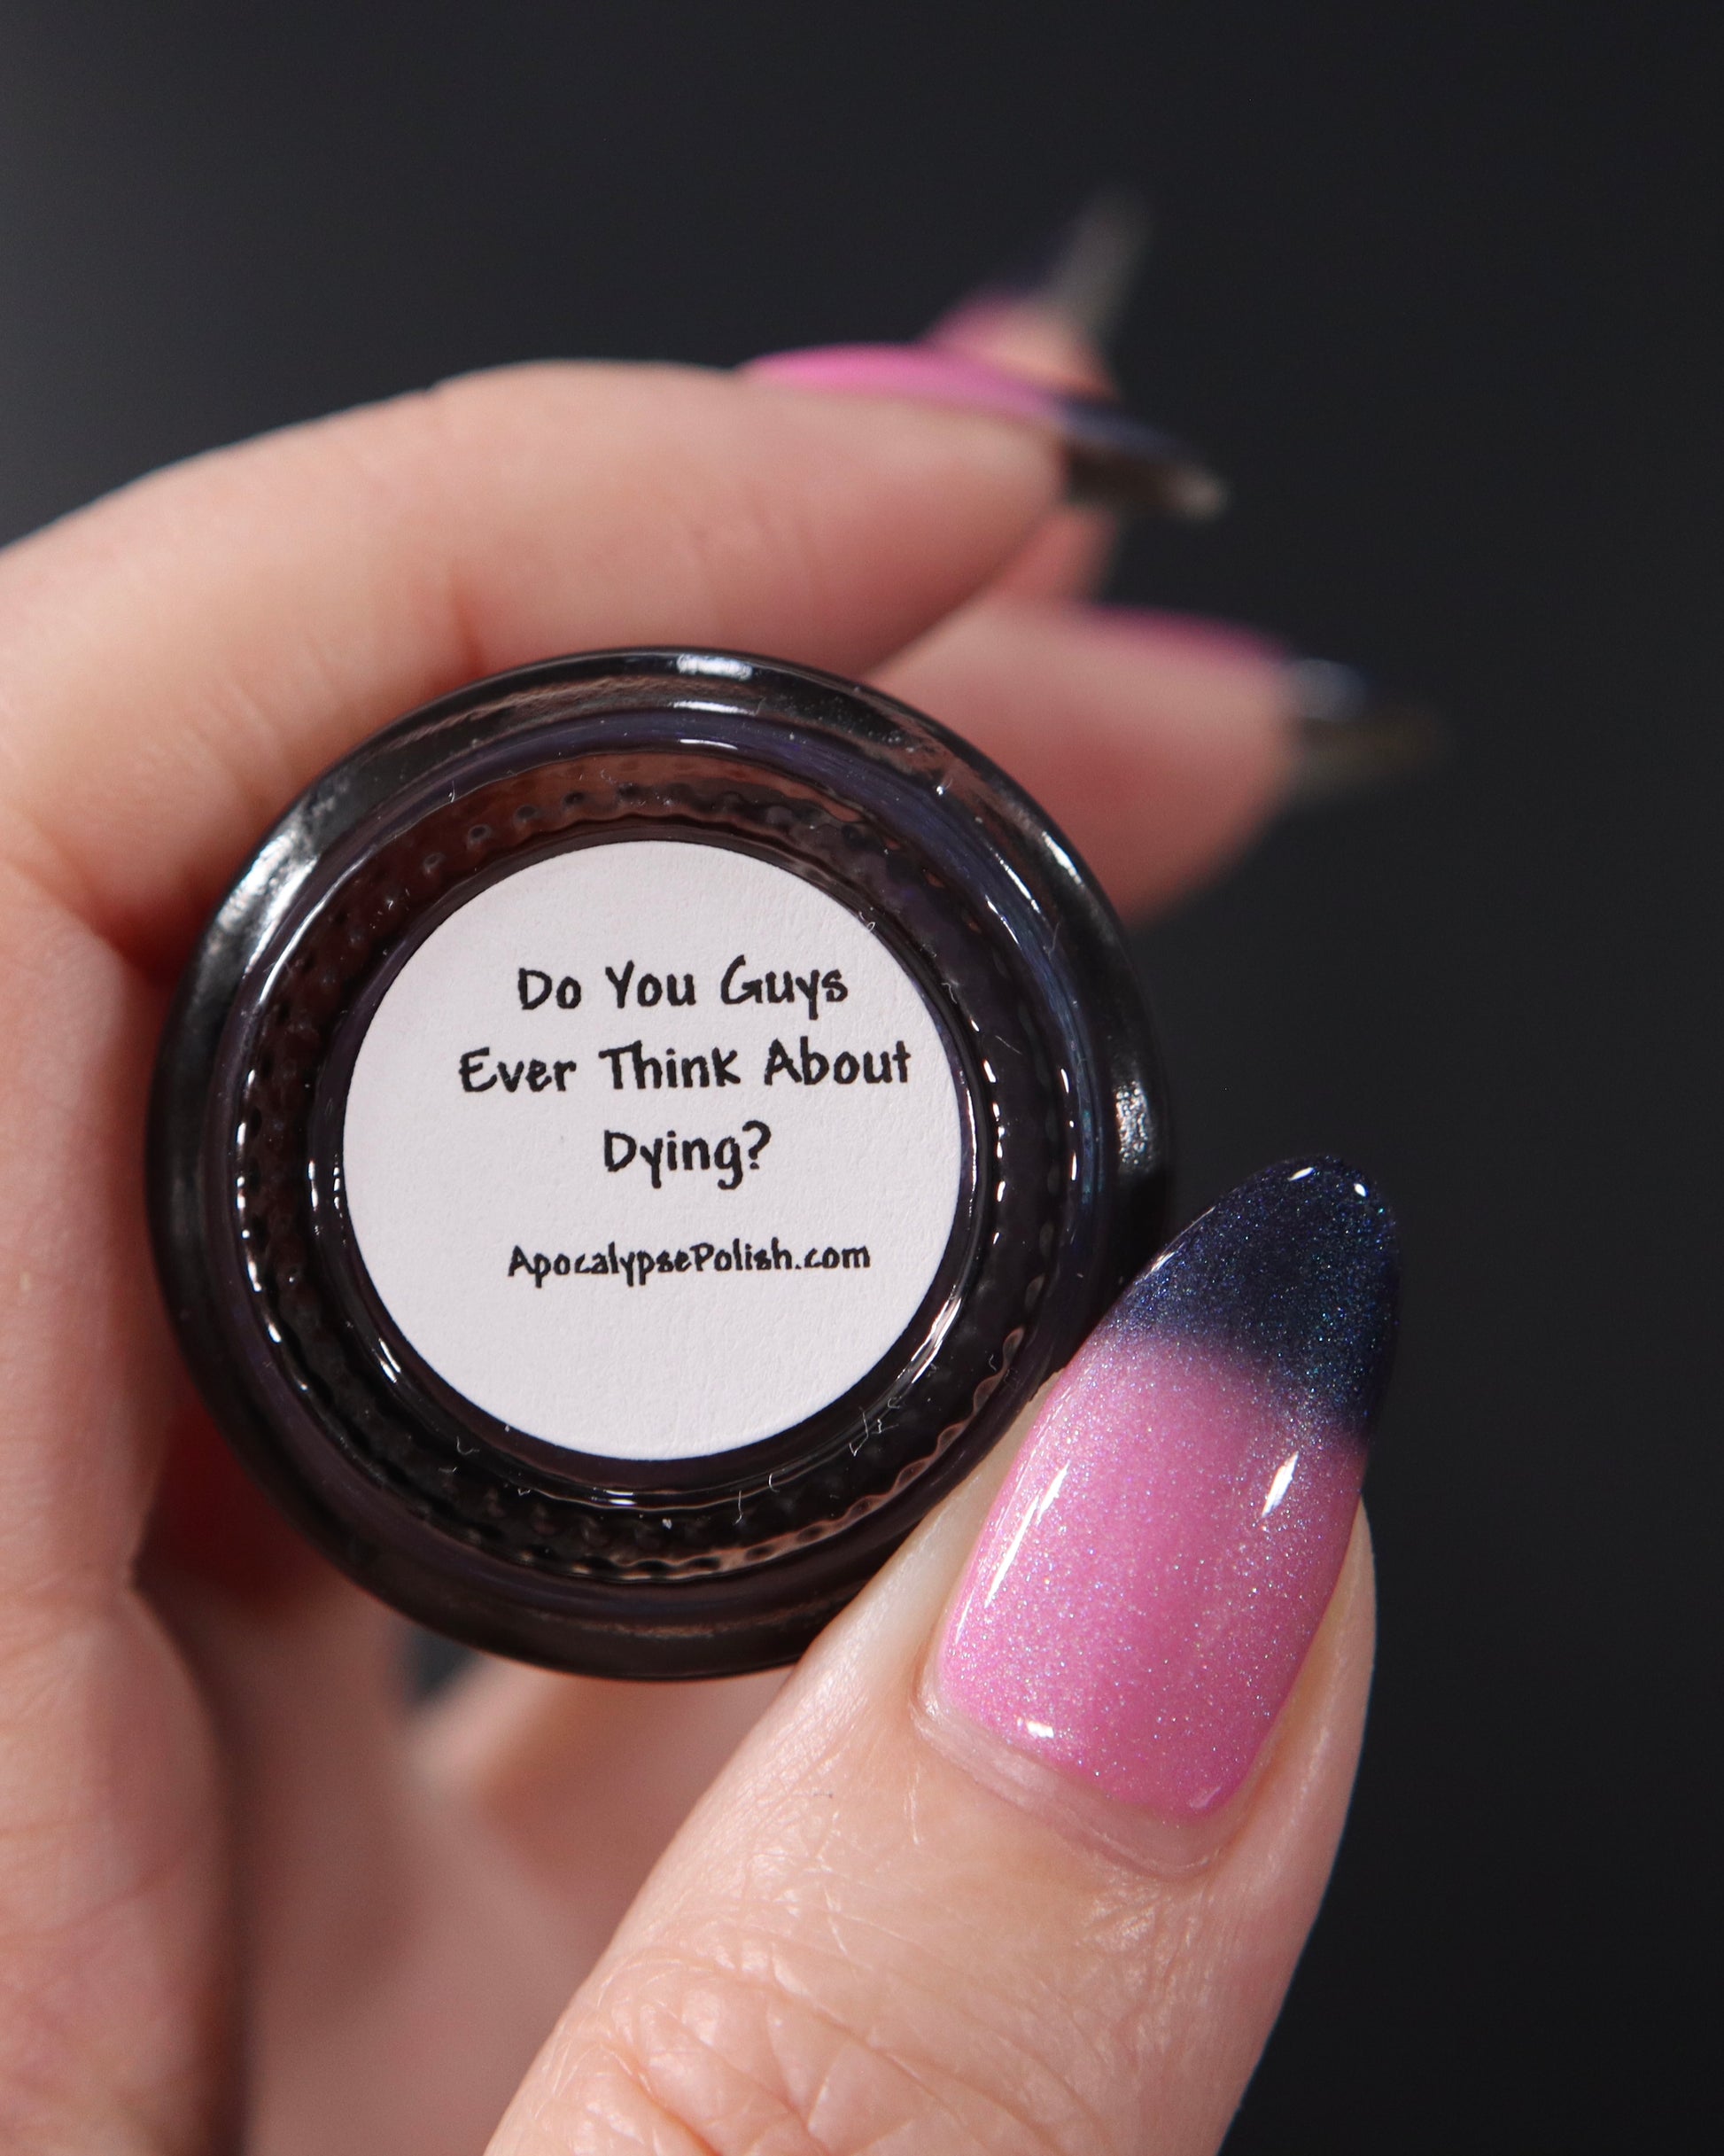 Do You Guys
Ever Think About
Dying?
ApocalypsePolish.com